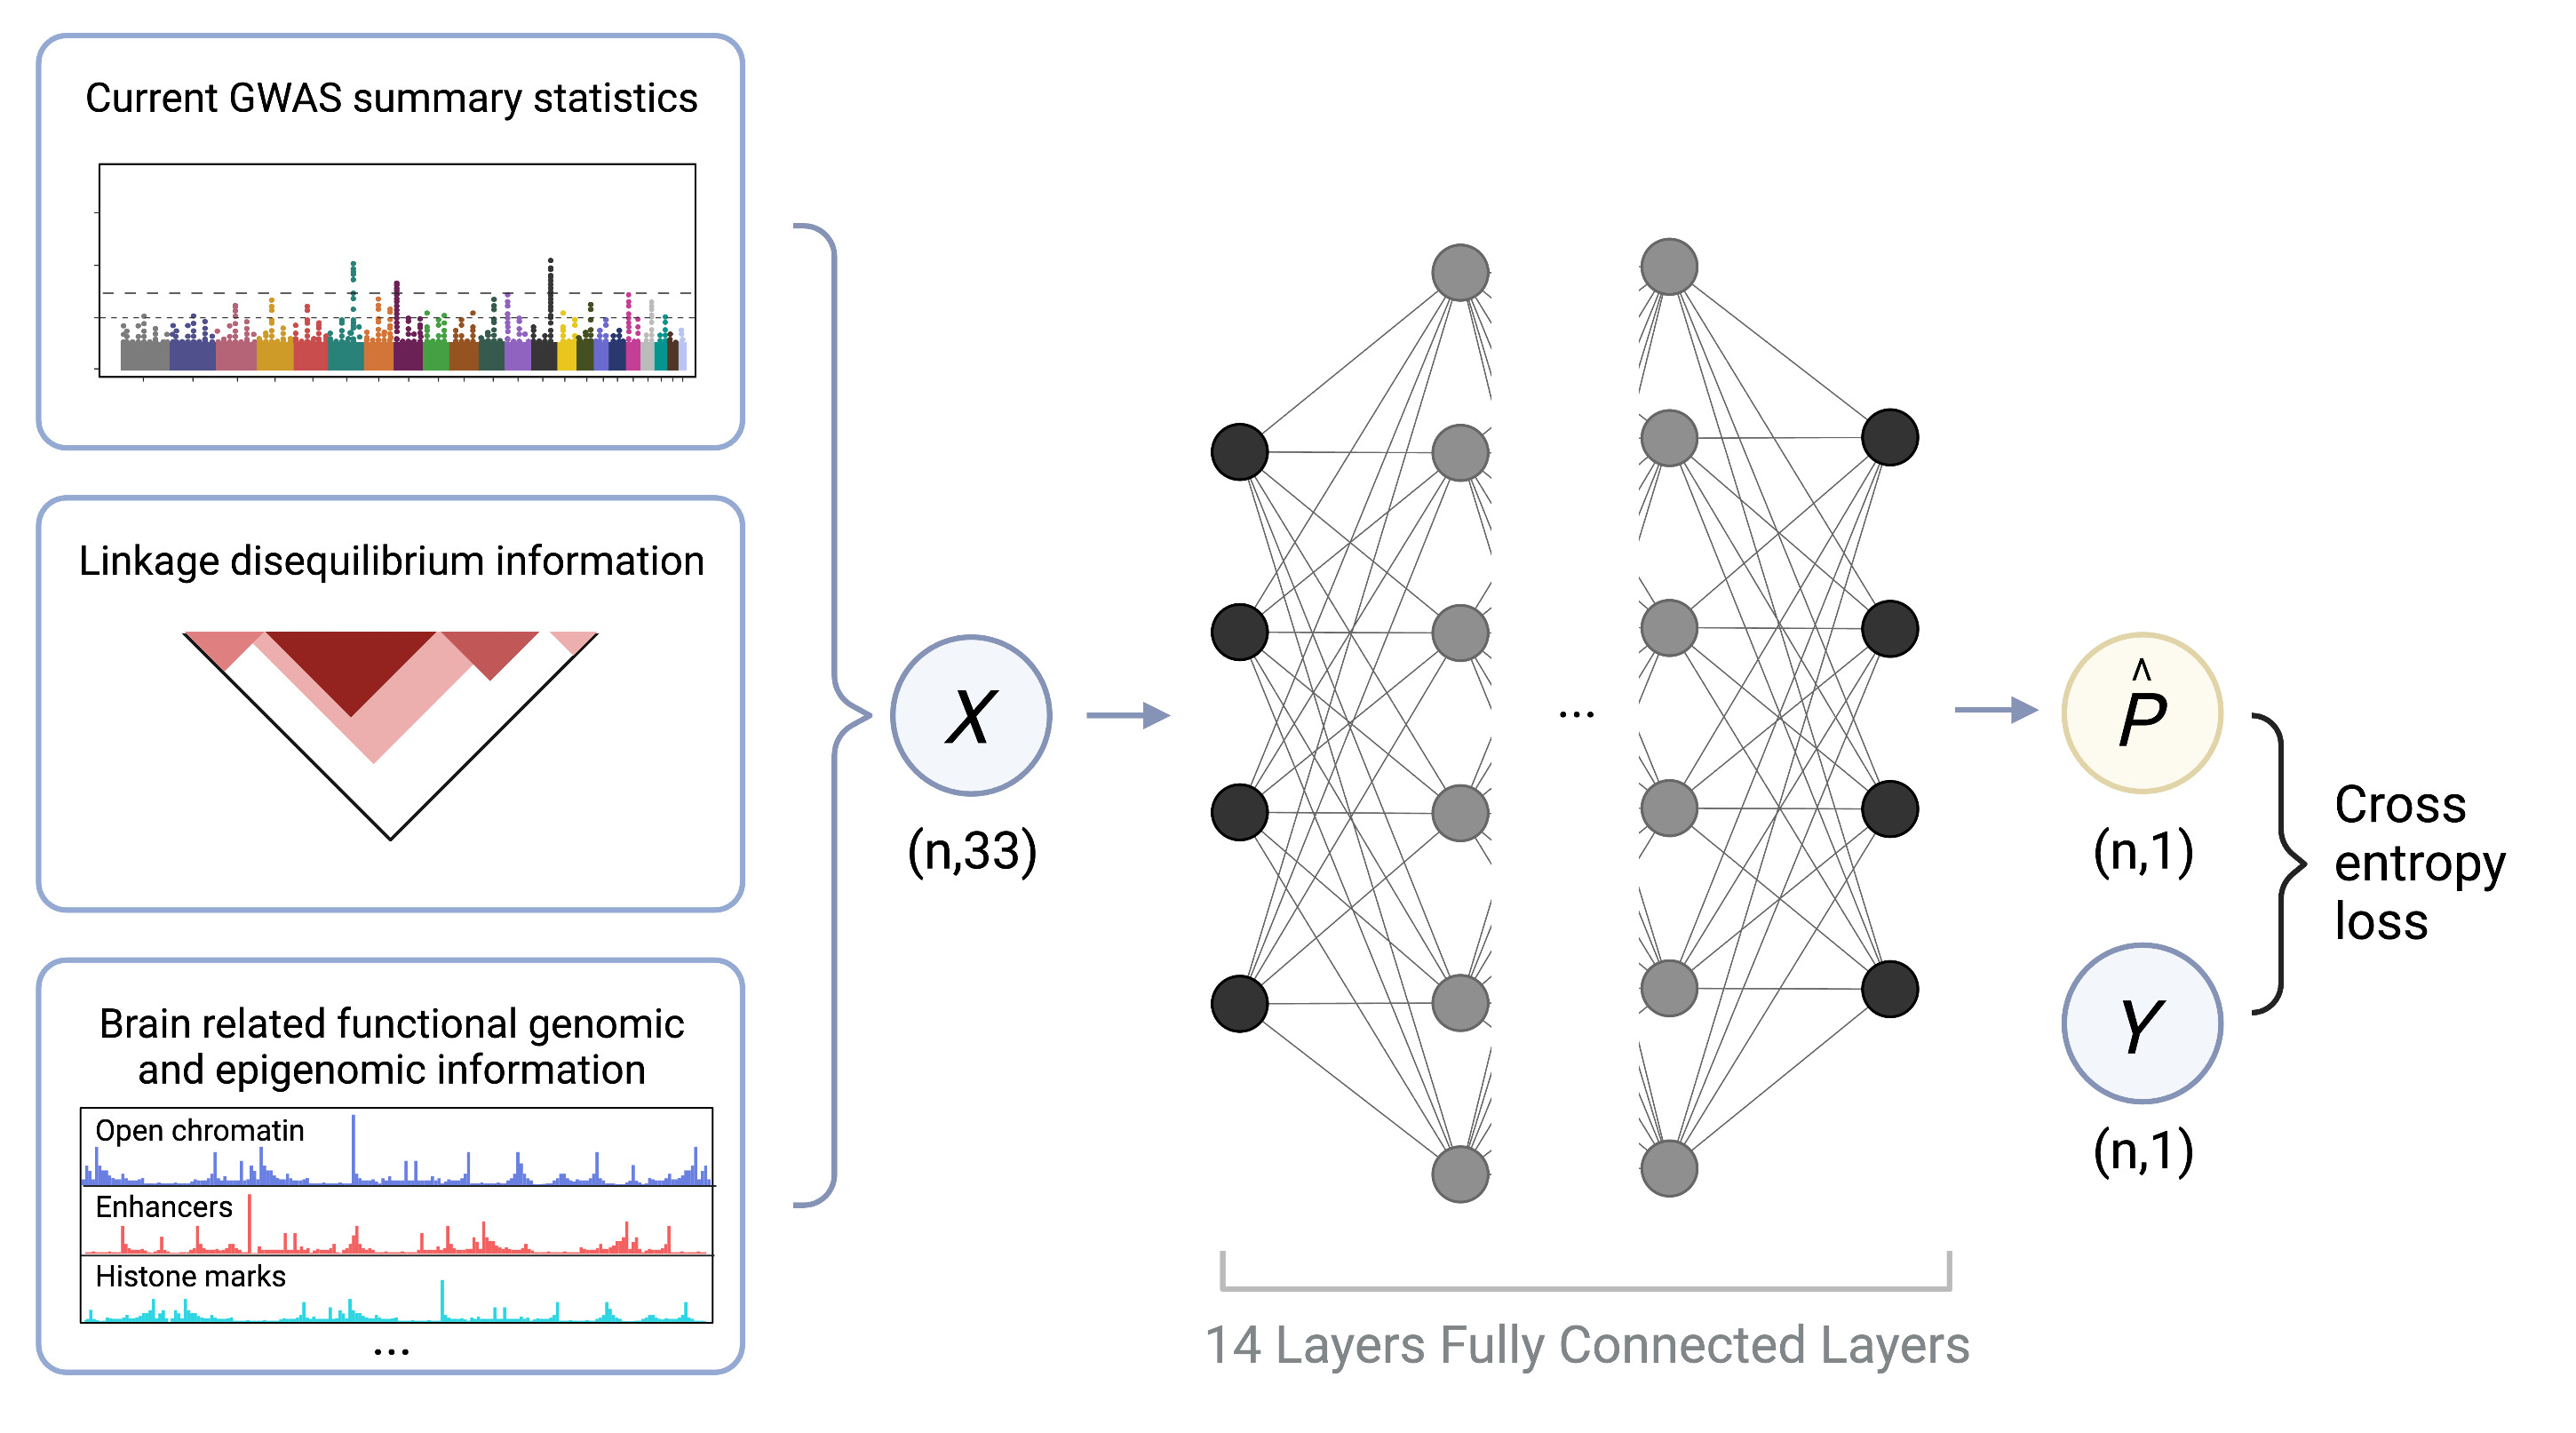 Current GWAS summary statistics
Linkage disequilibrium information
Brain related functional genomic
and epigenomic information
Open chromatin
Enhancers
Histone marks
...
X
(n,33)
...
14 Layers Fully Connected Layers
^
P
(n,1)
Y
(n,1)
Cross
entropy
loss